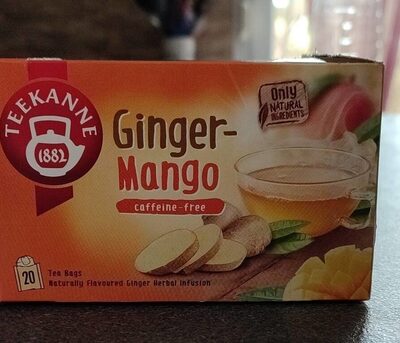 TEEKANNE
1882
Ginger-
Mango
caffeine-free
Only
NATURAL
INGREDIENTS
20
Tea Bags
Naturally Flavoured Ginger Herbal Infusion